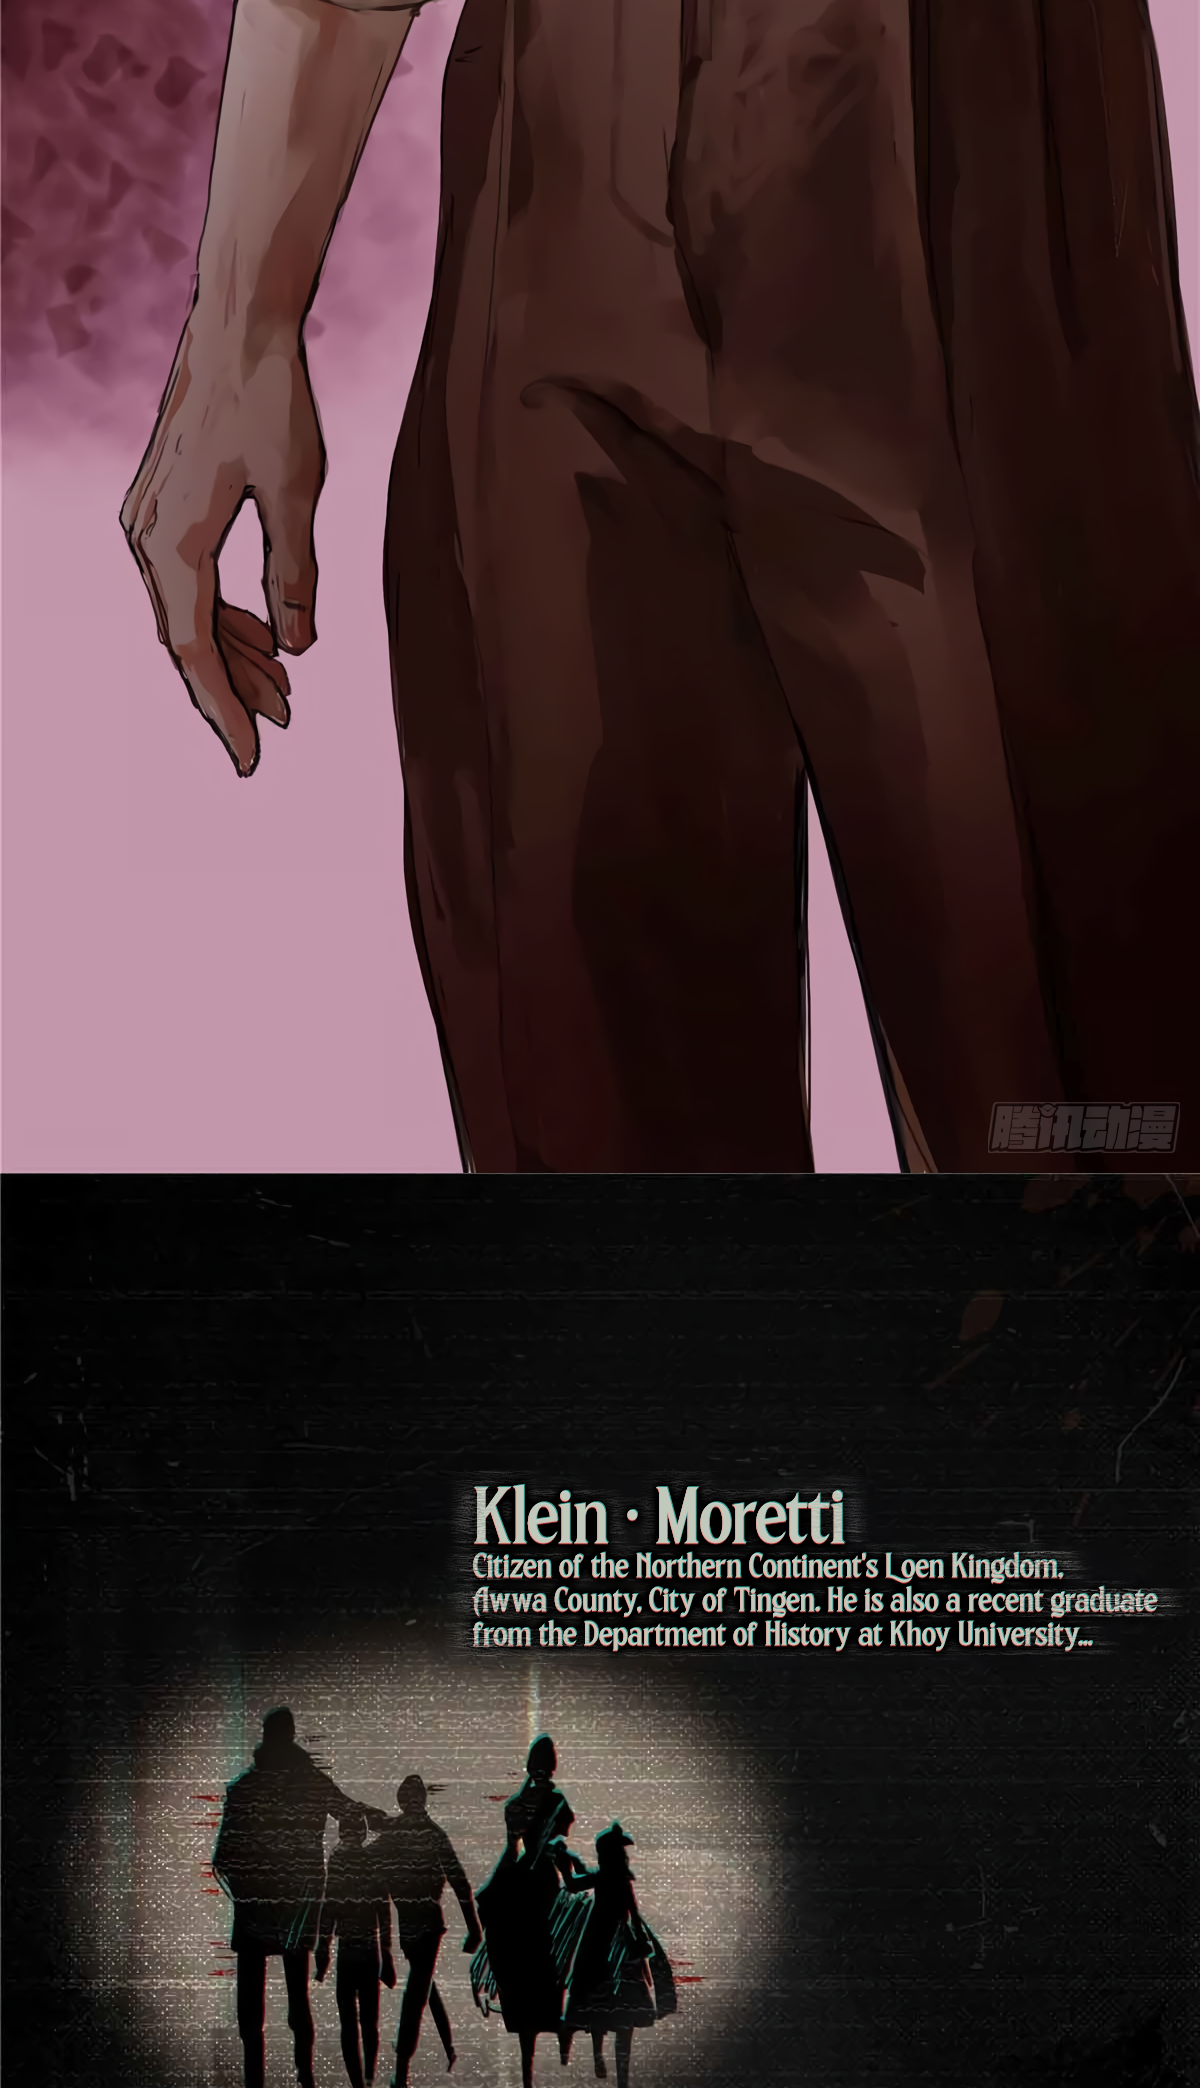 腾讯动漫
Klein · Moretti
Citizen of the Northern Continent's Loen Kingdom,
Awwa County, City of Tingen. He is also a recent graduate
from the Department of History at Khoy University...